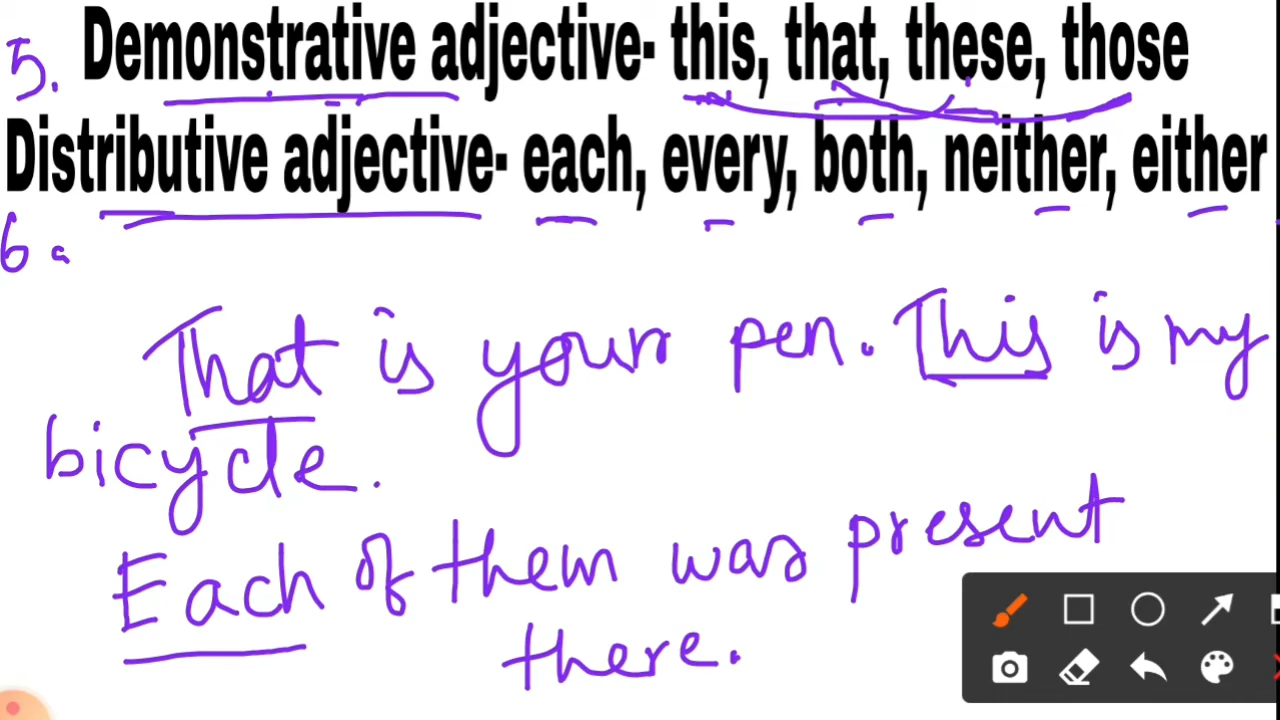 5. Demonstrative adjective- this, that, these, those
Distributive adjective- each, every, both, neither, either
6.
That is your pen. This is my
bicycle.
Each of them was present
there.